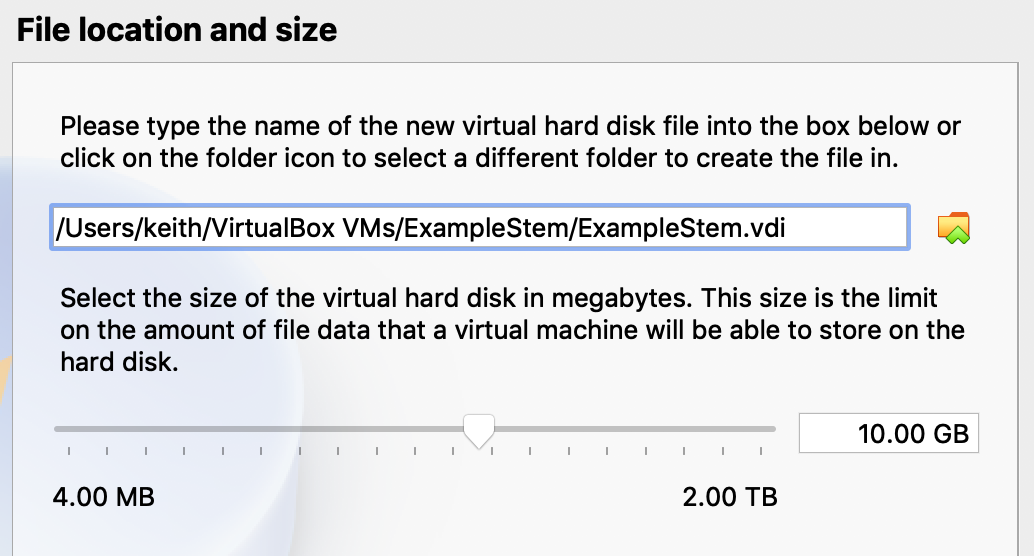 File location and size
Please type the name of the new virtual hard disk file into the box below or
click on the folder icon to select a different folder to create the file in.
/Users/keith/VirtualBox VMs/ExampleStem/ExampleStem.vdi
Select the size of the virtual hard disk in megabytes. This size is the limit
on the amount of file data that a virtual machine will be able to store on the
hard disk.
10.00 GB
4.00 MB
2.00 TB